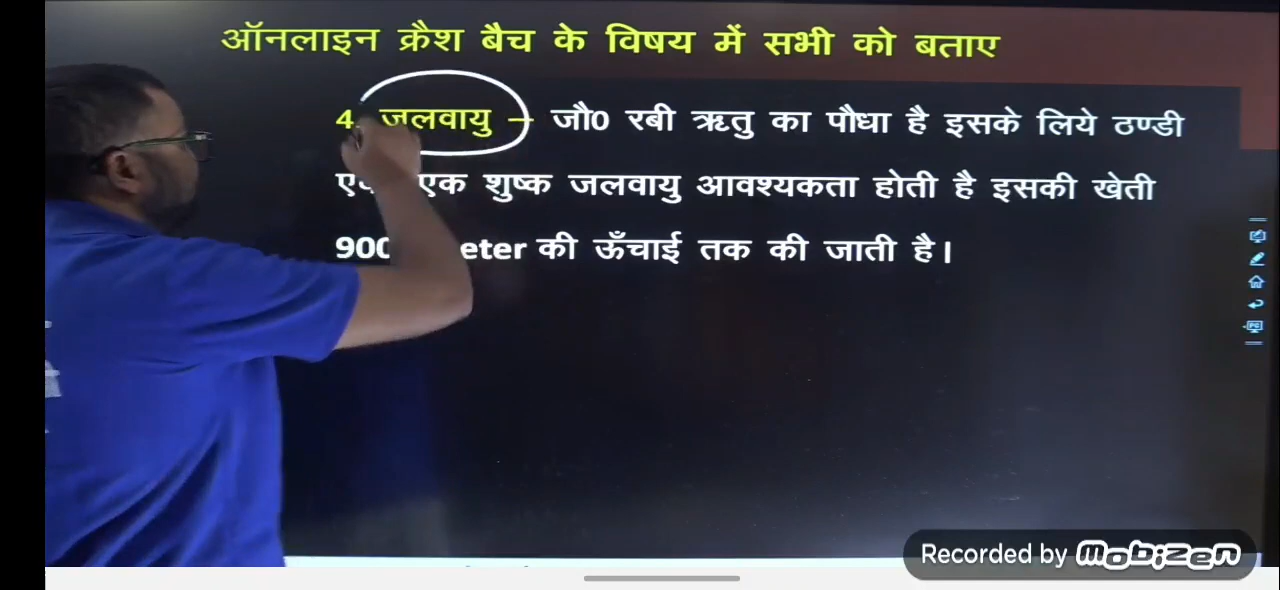 ऑनलाइन क्रैश बैच के विषय में सभी को बताए
4. जलवायु – जौ0 रबी ऋतु का पौधा है इसके लिये ठण्डी
एक शुष्क जलवायु आवश्यकता होती है इसकी खेती
900 eter की ऊँचाई तक की जाती है।
Recorded by Mobizen